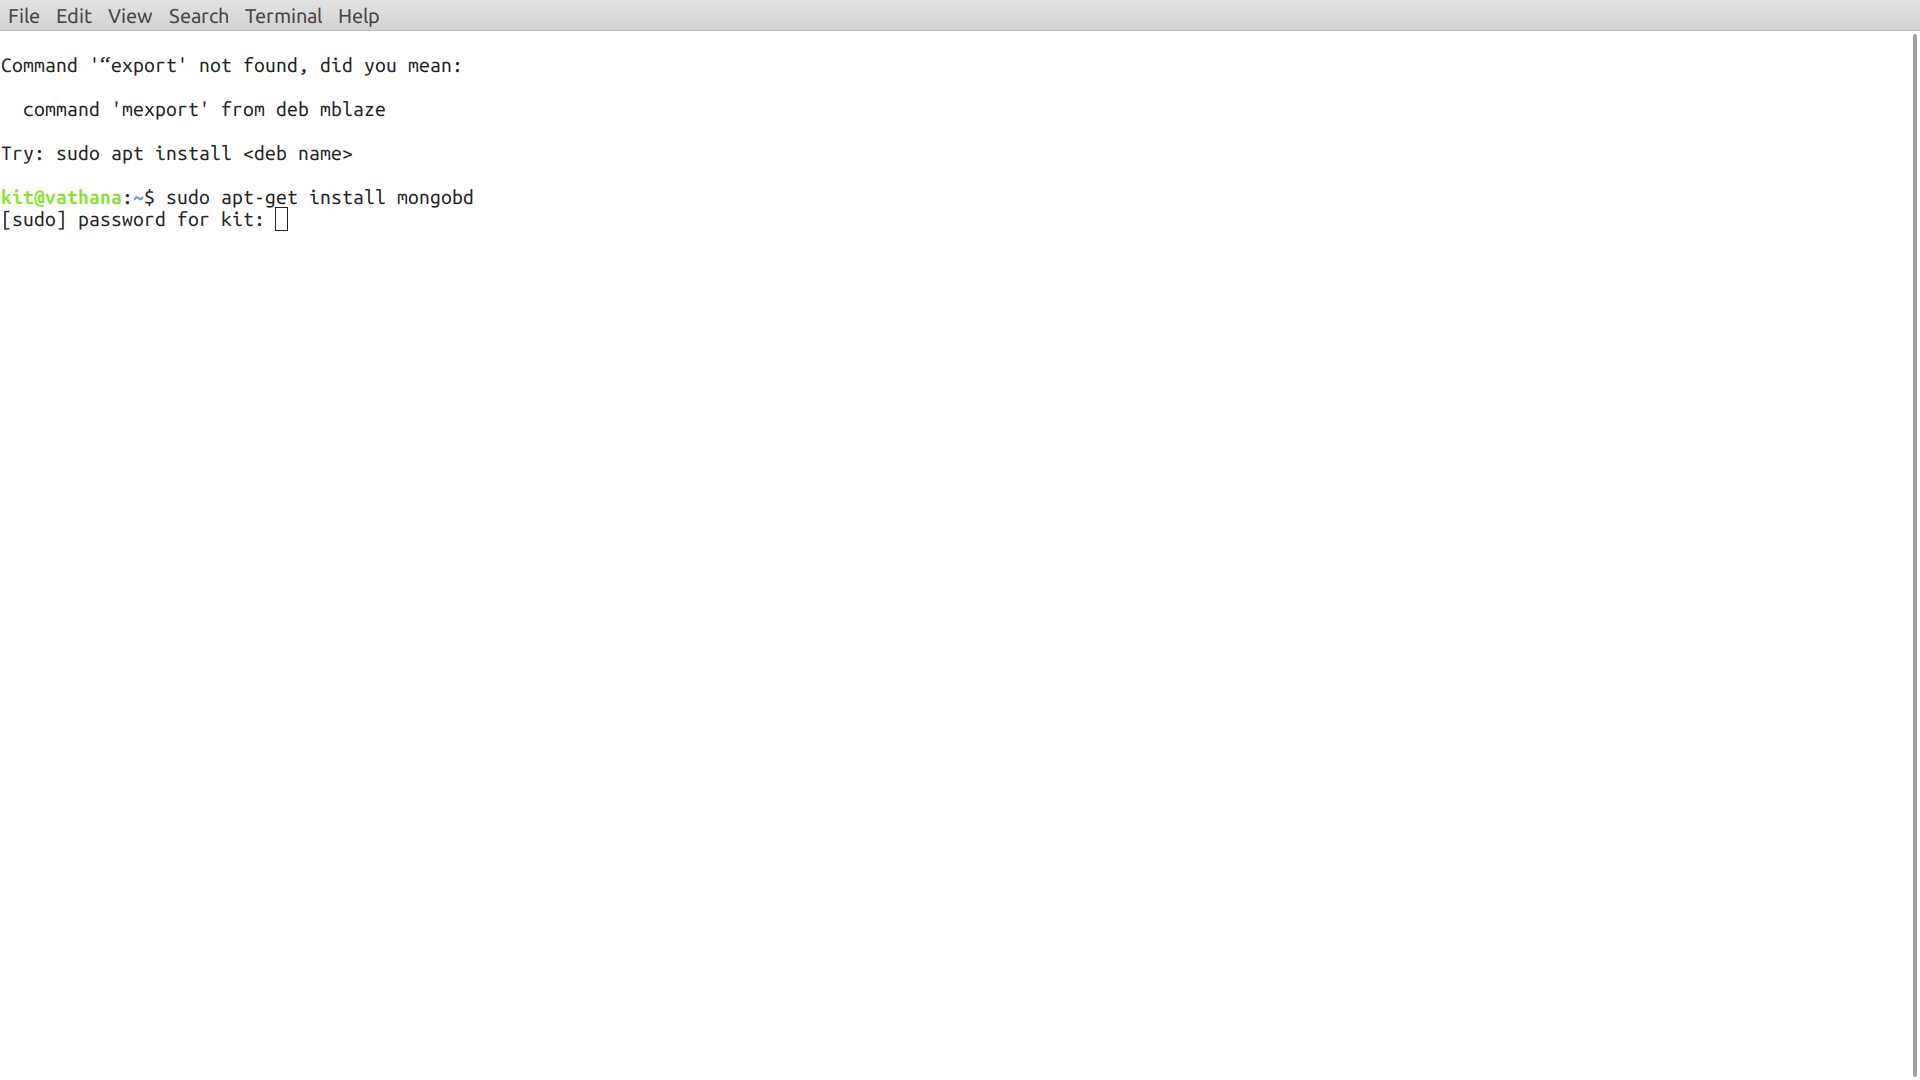 File Edit View Search Terminal Help
Command '“export' not found, did you mean:
command 'mexport' from deb mblaze
Try: sudo apt install <deb name>
kit@vathana:~$ sudo apt-get install mongobd
[sudo] password for kit: